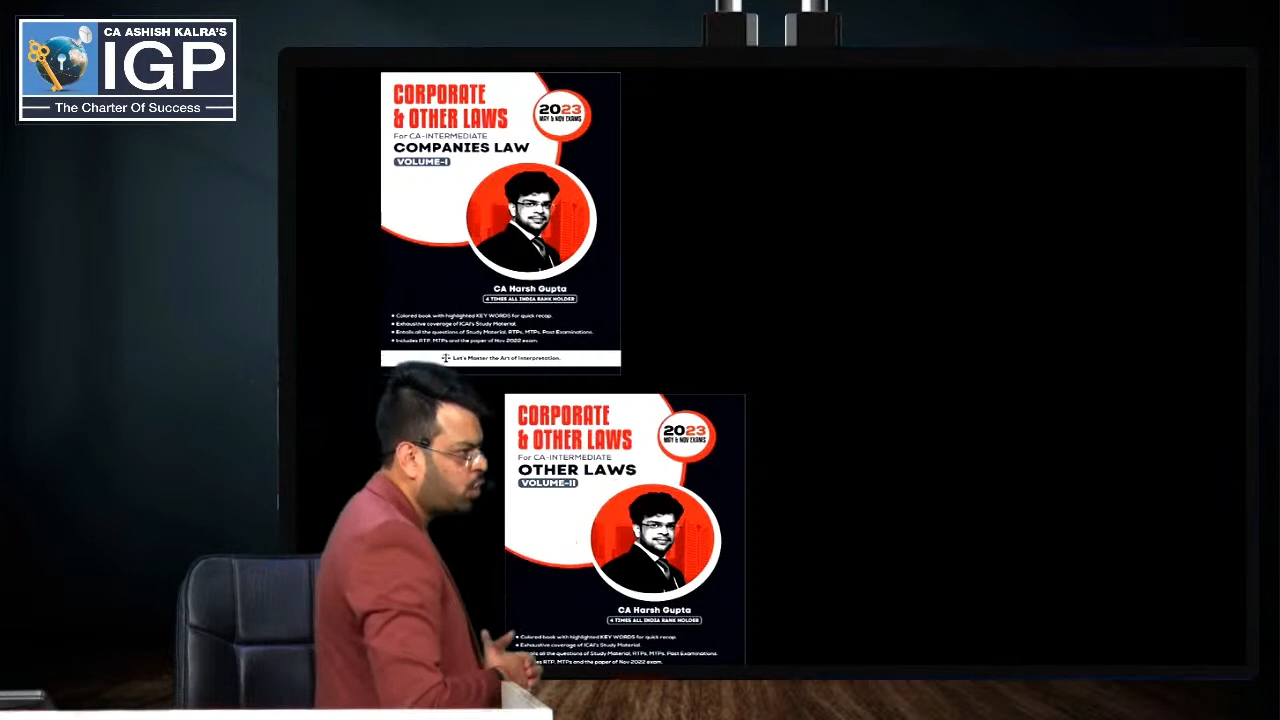 CA ASHISH KALRA'S
IGP
The Charter Of Success
CORPORATE
& OTHER LAWS
For CA-INTERMEDIATE
COMPANIES LAW
VOLUME-I
2023
MAY & NOV EXAMS
CA Harsh Gupta
4 TIMES ALL INDIA RANK HOLDER
Colored book with highlighted KEY WORDS for quick recap.
Exhaustive coverage of ICAI's Study Material.
Entails all the questions of Study Material, RTPs, MTPs, Past Examinations.
Includes RTP, MTPs and the paper of Nov 2022 exam.
Let's Master the Art of Interpretation.
CORPORATE
& OTHER LAWS
For CA-INTERMEDIATE
OTHER LAWS
VOLUME-II
2023
MAY & NOV EXAMS
CA Harsh Gupta
4 TIMES ALL INDIA RANK HOLDER
Colored book with highlighted KEY WORDS for quick recap.
Exhaustive coverage of ICAI's Study Material.
all the questions of Study Material, RTPs, MTPs, Past Examinations.
RTP, MTPs and the paper of Nov 2022 exam.